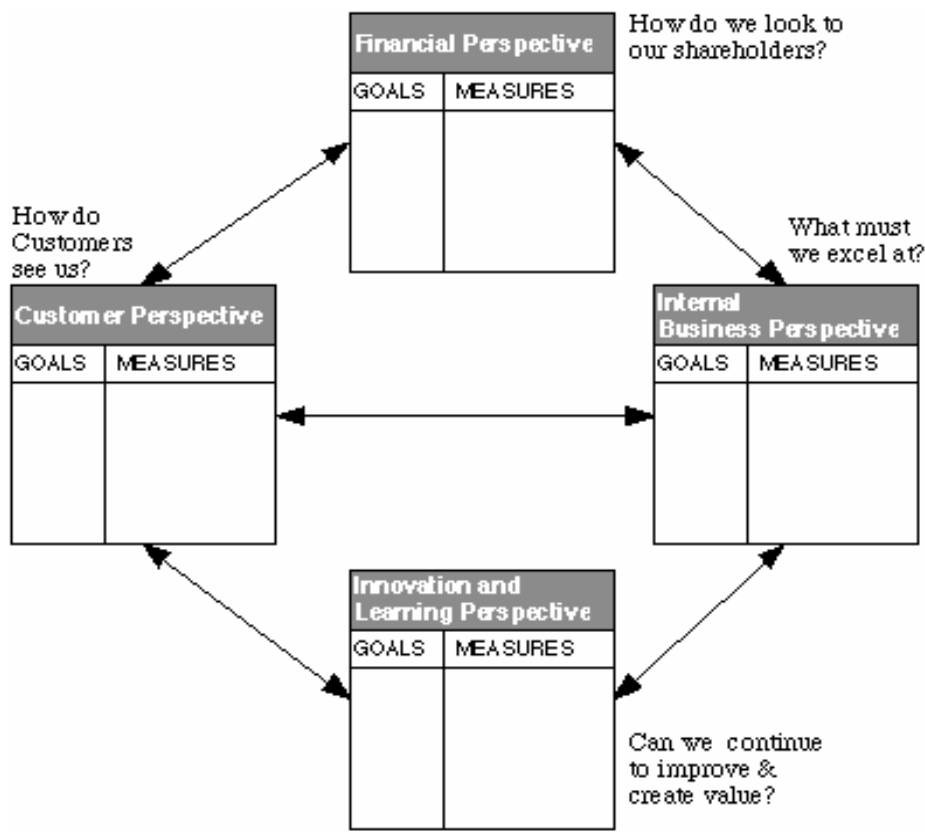 Financial Perspective
How do we look to
our shareholders?
GOALS MEASURES
How do
Customers
see us?
What must
we excel at?
Customer Perspective
GOALS MEASURES
Internal
Business Perspective
GOALS MEASURES
Innovation and
Learning Perspective
GOALS MEASURES
Can we continue
to improve &
create value?